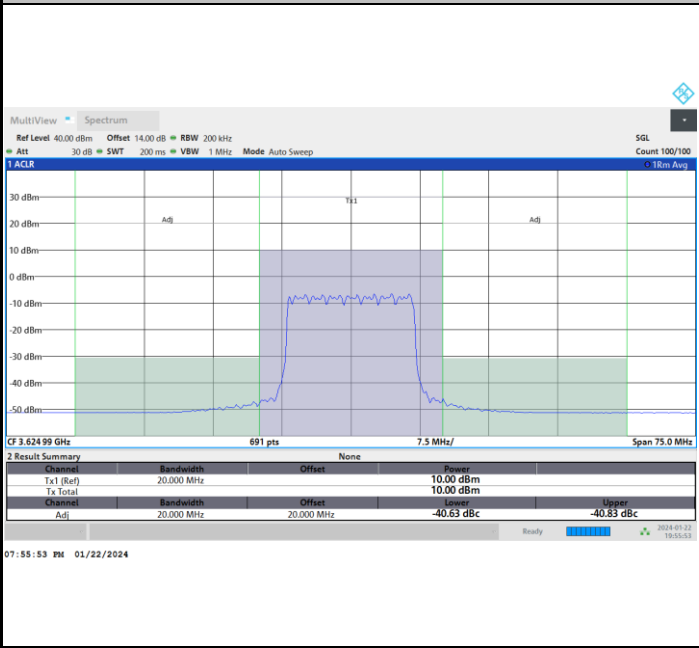 MultiView Spectrum
Ref Level 40.00 dBm Offset 14.00 dB RBW 200 kHz SGL
Att 30 dB SWT 200 ms VBW 1 MHz Mode Auto Sweep Count 100/100
1 ACLR 1Rm Avg
Tx1
30 dBm
Adj Adj
20 dBm
10 dBm
0 dBm
-10 dBm
-20 dBm
-30 dBm
-40 dBm
-50 dBm
CF 3.624 99 GHz 691 pts 7.5 MHz/ Span 75.0 MHz
2 Result Summary None
Channel Bandwidth Offset Power
Tx1 (Ref) 20.000 MHz 10.00 dBm
Tx Total 10.00 dBm
Channel Bandwidth Offset Lower Upper
Adj 20.000 MHz 20.000 MHz -40.63 dBc -40.83 dBc
Ready 2024-01-22
19:55:53
07:55:53 PM 01/22/2024